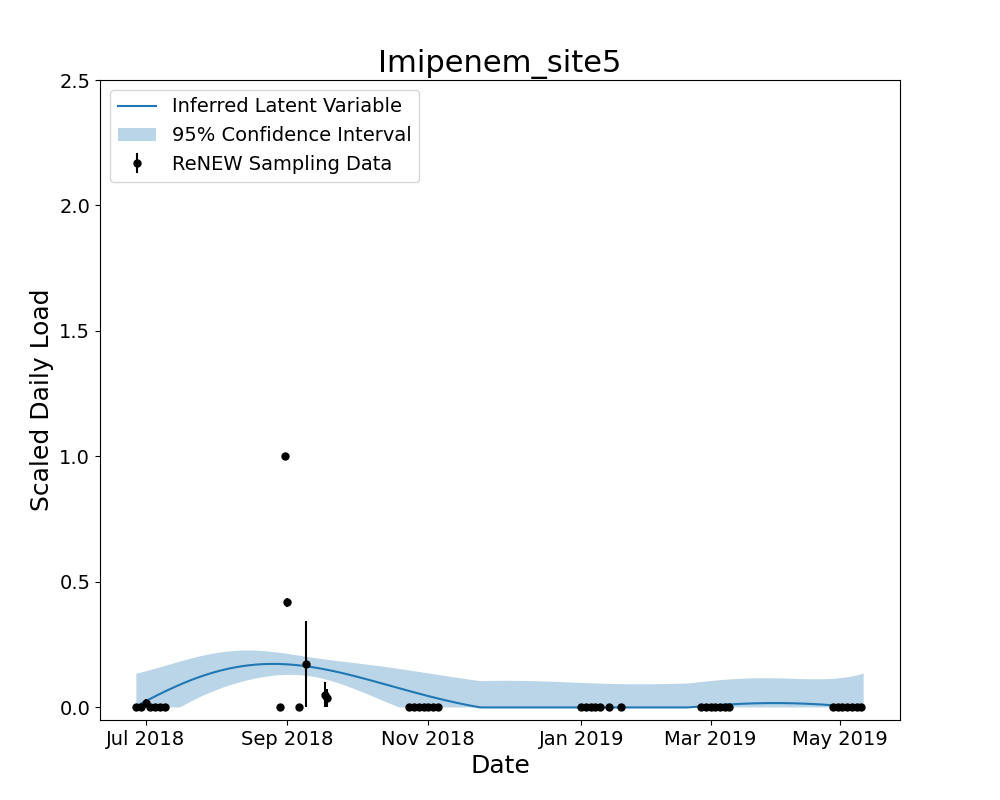 Imipenem_site5
Inferred Latent Variable
95% Confidence Interval
ReNEW Sampling Data
2.5
2.0
1.5
1.0
0.5
0.0
Scaled Daily Load
Jul 2018 Sep 2018 Nov 2018 Jan 2019 Mar 2019 May 2019
Date